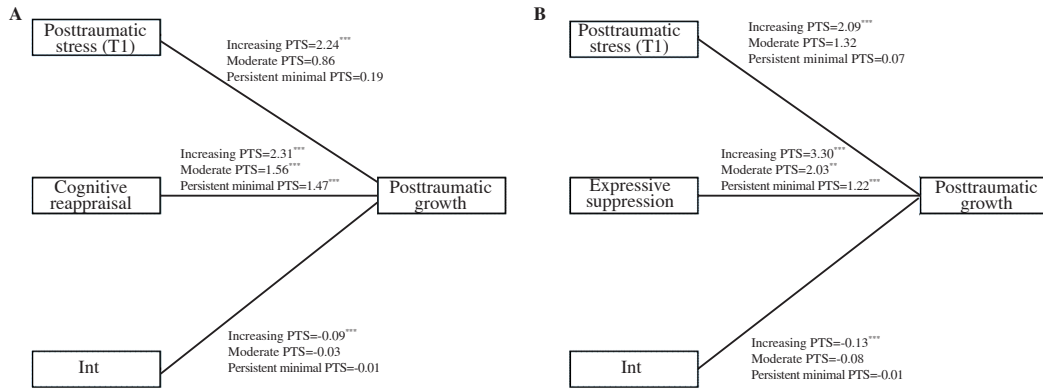 A
Posttraumatic
stress (T1)
Increasing PTS=2.24***
Moderate PTS=0.86
Persistent minimal PTS=0.19
Increasing PTS=2.31***
Moderate PTS=1.56***
Persistent minimal PTS=1.47***
Cognitive
reappraisal
Posttraumatic
growth
Increasing PTS=-0.09***
Moderate PTS=-0.03
Persistent minimal PTS=-0.01
Int
B
Posttraumatic
stress (T1)
Increasing PTS=2.09***
Moderate PTS=1.32
Persistent minimal PTS=0.07
Increasing PTS=3.30***
Moderate PTS=2.03**
Persistent minimal PTS=1.22***
Expressive
suppression
Posttraumatic
growth
Increasing PTS=-0.13***
Moderate PTS=-0.08
Persistent minimal PTS=-0.01
Int